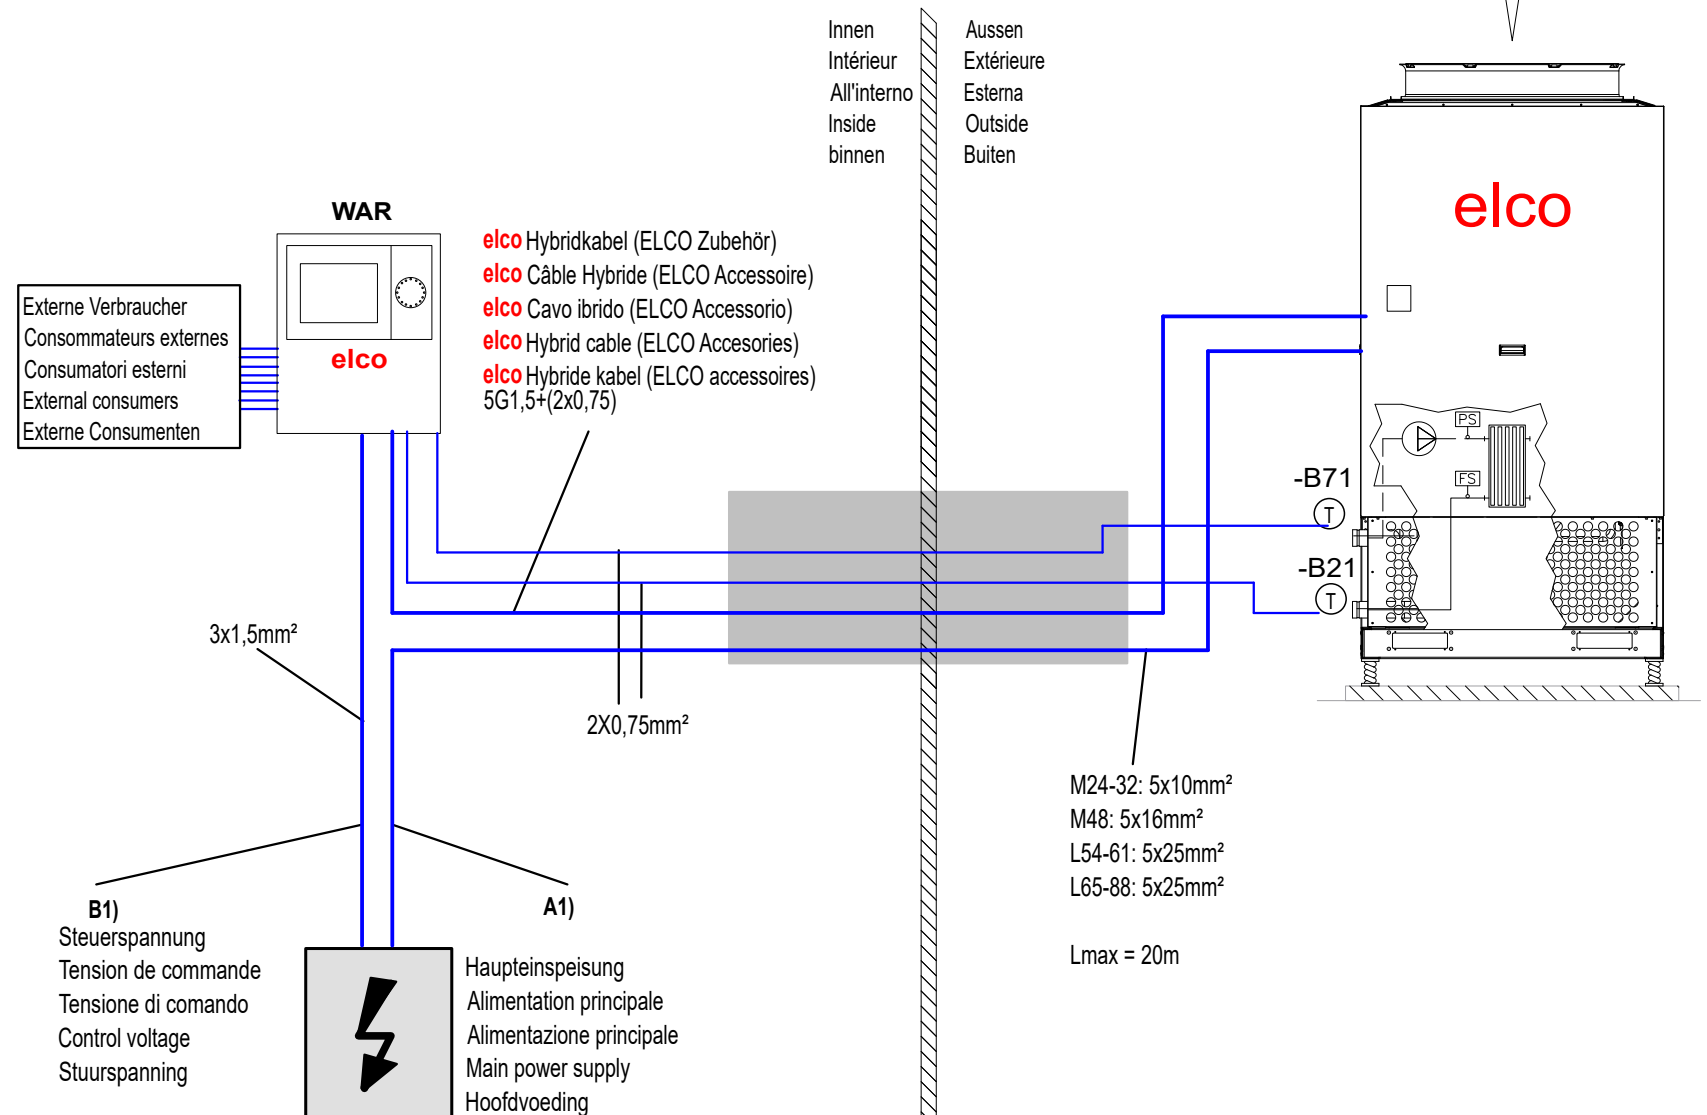 Innen
Intérieur
All'interno
Inside
binnen
Aussen
Extérieure
Esterna
Outside
Buiten
elco
WAR
elco
elco Hybridkabel (ELCO Zubehör)
elco Câble Hybride (ELCO Accessoire)
elco Cavo ibrido (ELCO Accessorio)
elco Hybrid cable (ELCO Accesories)
elco Hybride kabel (ELCO accessoires)
5G1,5+(2x0,75)
Externe Verbraucher
Consommateurs externes
Consumatori esterni
External consumers
Externe Consumenten
PS
FS
-B71
T
-B21
T
3x1,5mm²
2X0,75mm²
M24-32: 5x10mm²
M48: 5x16mm²
L54-61: 5x25mm²
L65-88: 5x25mm²
Lmax = 20m
B1)
Steuerspannung
Tension de commande
Tensione di comando
Control voltage
Stuurspanning
A1)
Haupteinspeisung
Alimentation principale
Alimentazione principale
Main power supply
Hoofdvoeding